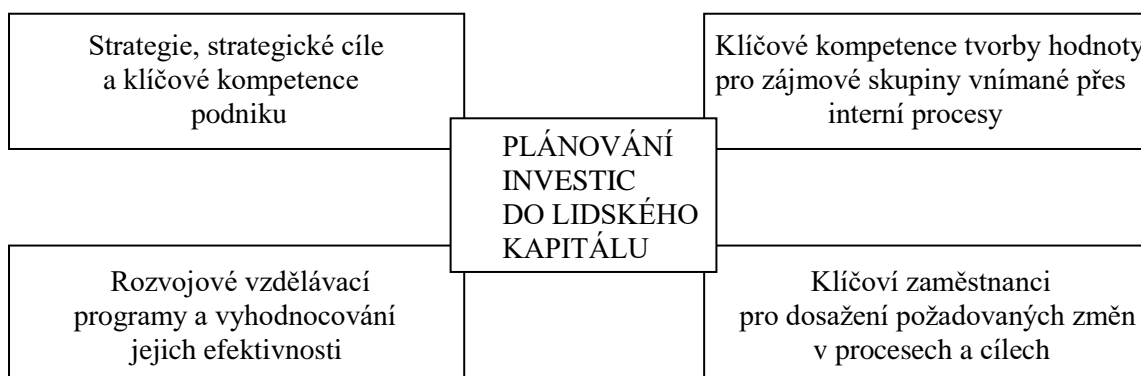 Strategie, strategické cíle
a klíčové kompetence
podniku
Klíčové kompetence tvorby hodnoty
pro zájmové skupiny vnímané přes
interní procesy
PLÁNOVÁNÍ
INVESTIC
DO LIDSKÉHO
KAPITÁLU
Rozvojové vzdělávací
programy a vyhodnocování
jejich efektivnosti
Klíčoví zaměstnanci
pro dosažení požadovaných změn
v procesech a cílech